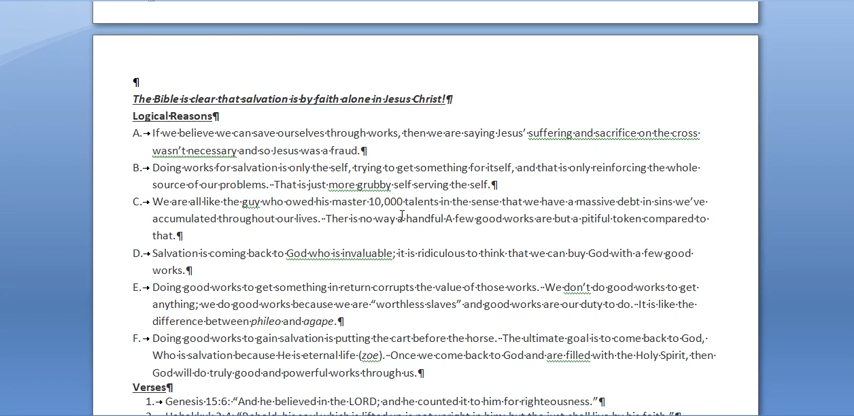 The Bible is clear that salvation is by faith alone in Jesus Christ!¶
Logical Reasons¶
A. If we believe we can save ourselves through works, then we are saying Jesus' suffering and sacrifice on the cross
wasn't necessary and so Jesus was a fraud.¶
B. Doing works for salvation is only the self, trying to get something for itself, and that is only reinforcing the whole
source of our problems. That is just more grubby self-serving the self.¶
C. We are all like the guy who owed his master 10,000 talents in the sense that we have a massive debt in sins we've
accumulated throughout our lives. Ther is no way a handful A few good works are but a pitiful token compared to
that.¶
D. Salvation is coming back to God who is invaluable; it is ridiculous to think that we can buy God with a few good
works.¶
E. Doing good works to get something in return corrupts the value of those works. We don't do good works to get
anything; we do good works because we are “worthless slaves” and good works are our duty to do. It is like the
difference between phileo and agape.¶
F. Doing good works to gain salvation is putting the cart before the horse. The ultimate goal is to come back to God,
Who is salvation because He is eternal life (zoe). Once we come back to God and are filled with the Holy Spirit, then
God will do truly good and powerful works through us.¶
Verses¶
1. Genesis 15:6: “And he believed in the LORD; and he counted it to him for righteousness.”¶